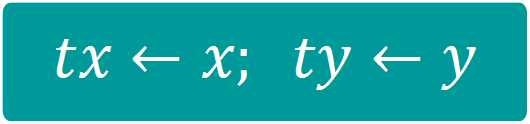 tx ← x; ty ← y